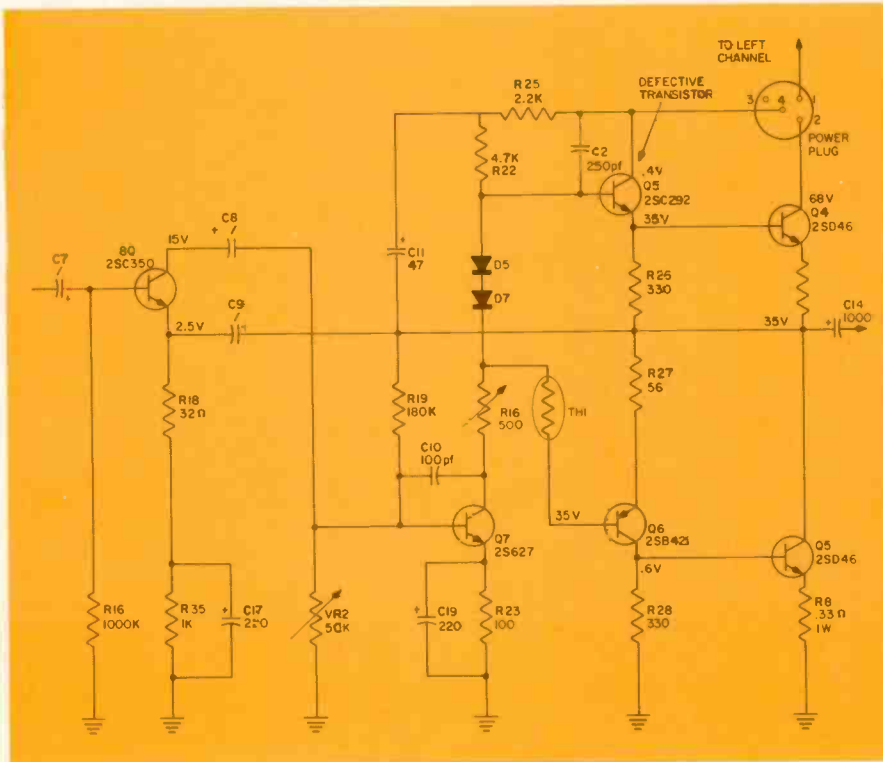 TO LEFT
CHANNEL
R25
2.2K
DEFECTIVE
TRANSISTOR
3
4
1
2
POWER
PLUG
4.7K
R22
C2
250pf
.4V
Q5
2SC292
35V
68V
Q4
2SD46
C7
8Q
2SC350
15V
C8
C11
47
D5
D7
R26
330
C14
1000
2.5V
C9
35V
R18
32Ω
R19
180K
R16
500
TH1
R27
56
C10
100pf
35V
Q6
2SB421
Q7
2S627
.6V
Q5
2SD46
R16
1000K
R35
1K
C17
220
VR2
50K
C19
220
R23
100
R28
330
R8
.33Ω
1W